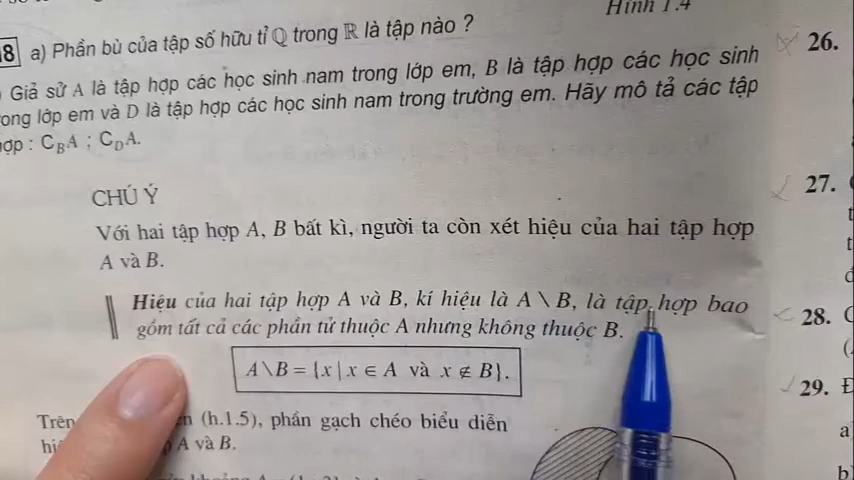 Hình 1.4
8 a) Phần bù của tập số hữu tỉ Q trong ℝ là tập nào ?
Giả sử A là tập hợp các học sinh nam trong lớp em, B là tập hợp các học sinh
ong lớp em và D là tập hợp các học sinh nam trong trường em. Hãy mô tả các tập
ợp : C_BA ; C_DA.
CHÚ Ý
Với hai tập hợp A, B bất kì, người ta còn xét hiệu của hai tập hợp
A và B.
Hiệu của hai tập hợp A và B, kí hiệu là A \ B, là tập hợp bao
gồm tất cả các phần tử thuộc A nhưng không thuộc B.
A \ B = {x | x ∈ A và x ∉ B}.
Trên (h.1.5), phần gạch chéo biểu diễn
A và B.
26.
27.
28.
29. Đ
a
b